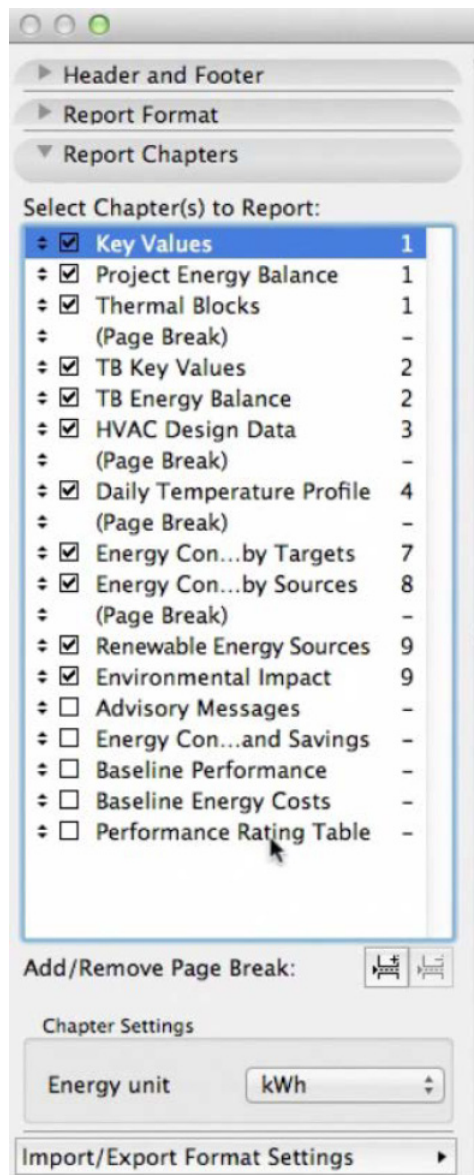 Header and Footer
Report Format
Report Chapters
Select Chapter(s) to Report:
Key Values 1
Project Energy Balance 1
Thermal Blocks 1
(Page Break) –
TB Key Values 2
TB Energy Balance 2
HVAC Design Data 3
(Page Break) –
Daily Temperature Profile 4
(Page Break) –
Energy Con...by Targets 7
Energy Con...by Sources 8
(Page Break) –
Renewable Energy Sources 9
Environmental Impact 9
Advisory Messages –
Energy Con...and Savings –
Baseline Performance –
Baseline Energy Costs –
Performance Rating Table –
Add/Remove Page Break:
Chapter Settings
Energy unit kWh
Import/Export Format Settings